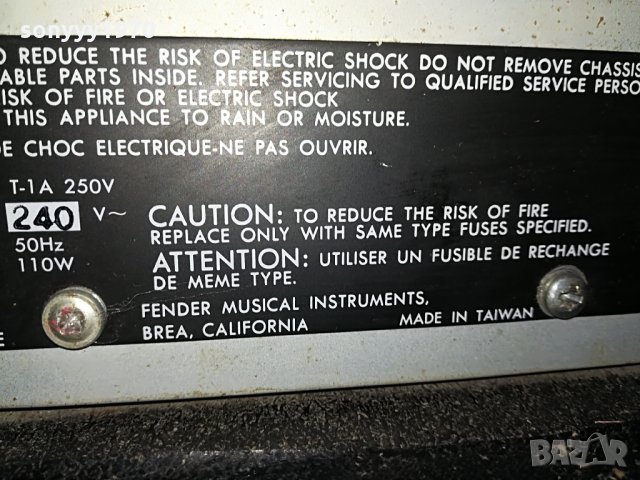 sonyyy1970
O REDUCE THE RISK OF ELECTRIC SHOCK DO NOT REMOVE CHASSIS
ABLE PARTS INSIDE. REFER SERVICING TO QUALIFIED SERVICE PERSO
ISK OF FIRE OR ELECTRIC SHOCK
THIS APPLIANCE TO RAIN OR MOISTURE.
DE CHOC ELECTRIQUE-NE PAS OUVRIR.
T-1A 250V
240 V~
50Hz
110W
CAUTION: TO REDUCE THE RISK OF FIRE
REPLACE ONLY WITH SAME TYPE FUSES SPECIFIED.
ATTENTION: UTILISER UN FUSIBLE DE RECHANGE
DE MEME TYPE.
FENDER MUSICAL INSTRUMENTS,
BREA, CALIFORNIA MADE IN TAIWAN
E
BAZAR